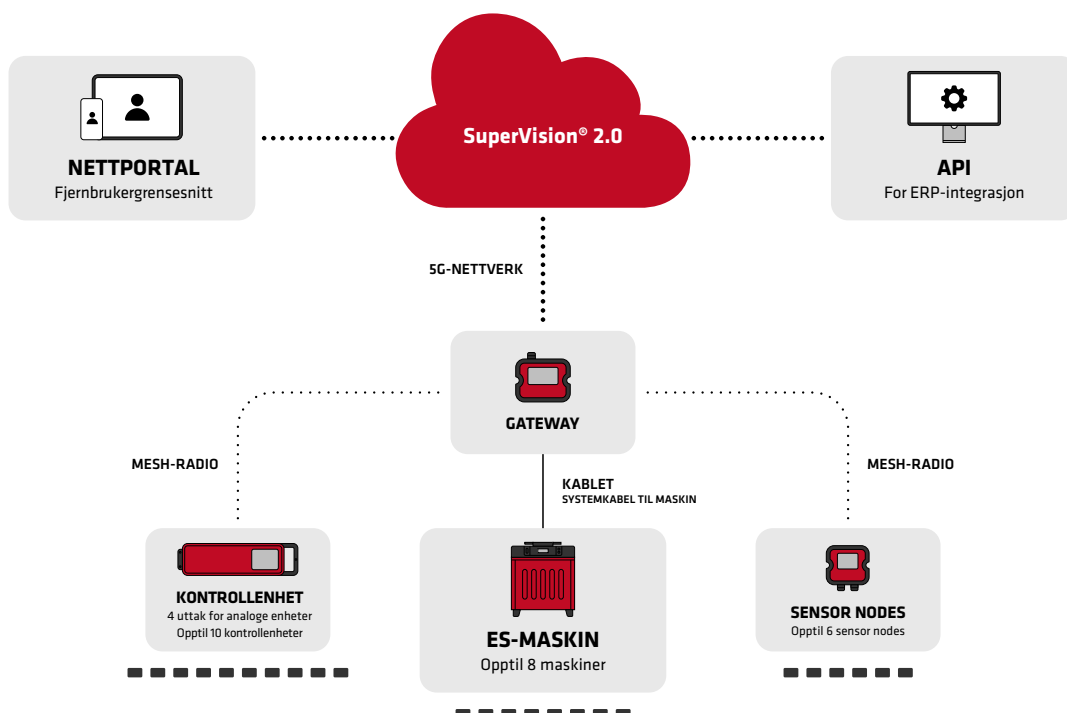 SuperVision® 2.0
NETTPORTAL
Fjernbrukergrensesnitt
API
For ERP-integrasjon
5G-NETTVERK
GATEWAY
MESH-RADIO
MESH-RADIO
KABLET
SYSTEMKABEL TIL MASKIN
KONTROLLENHET
4 uttak for analoge enheter
Opptil 10 kontrollenheter
ES-MASKIN
Opptil 8 maskiner
SENSOR NODES
Opptil 6 sensor nodes